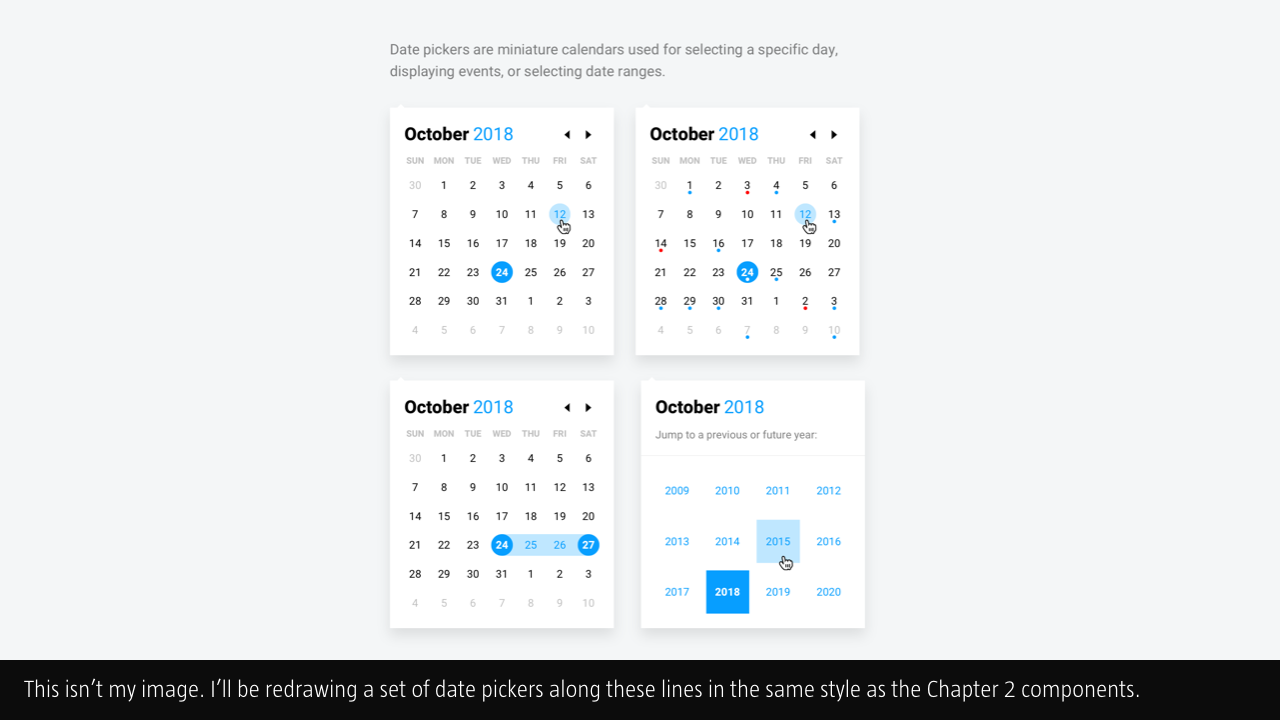 Date pickers are miniature calendars used for selecting a specific day,
displaying events, or selecting date ranges.
October 2018
SUN MON TUE WED THU FRI SAT
30 1 2 3 4 5 6
7 8 9 10 11 12 13
14 15 16 17 18 19 20
21 22 23 24 25 26 27
28 29 30 31 1 2 3
4 5 6 7 8 9 10
October 2018
SUN MON TUE WED THU FRI SAT
30 1 2 3 4 5 6
7 8 9 10 11 12 13
14 15 16 17 18 19 20
21 22 23 24 25 26 27
28 29 30 31 1 2 3
4 5 6 7 8 9 10
October 2018
SUN MON TUE WED THU FRI SAT
30 1 2 3 4 5 6
7 8 9 10 11 12 13
14 15 16 17 18 19 20
21 22 23 24 25 26 27
28 29 30 31 1 2 3
4 5 6 7 8 9 10
October 2018
Jump to a previous or future year:
2009 2010 2011 2012
2013 2014 2015 2016
2017 2018 2019 2020
This isn’t my image. I’ll be redrawing a set of date pickers along these lines in the same style as the Chapter 2 components.